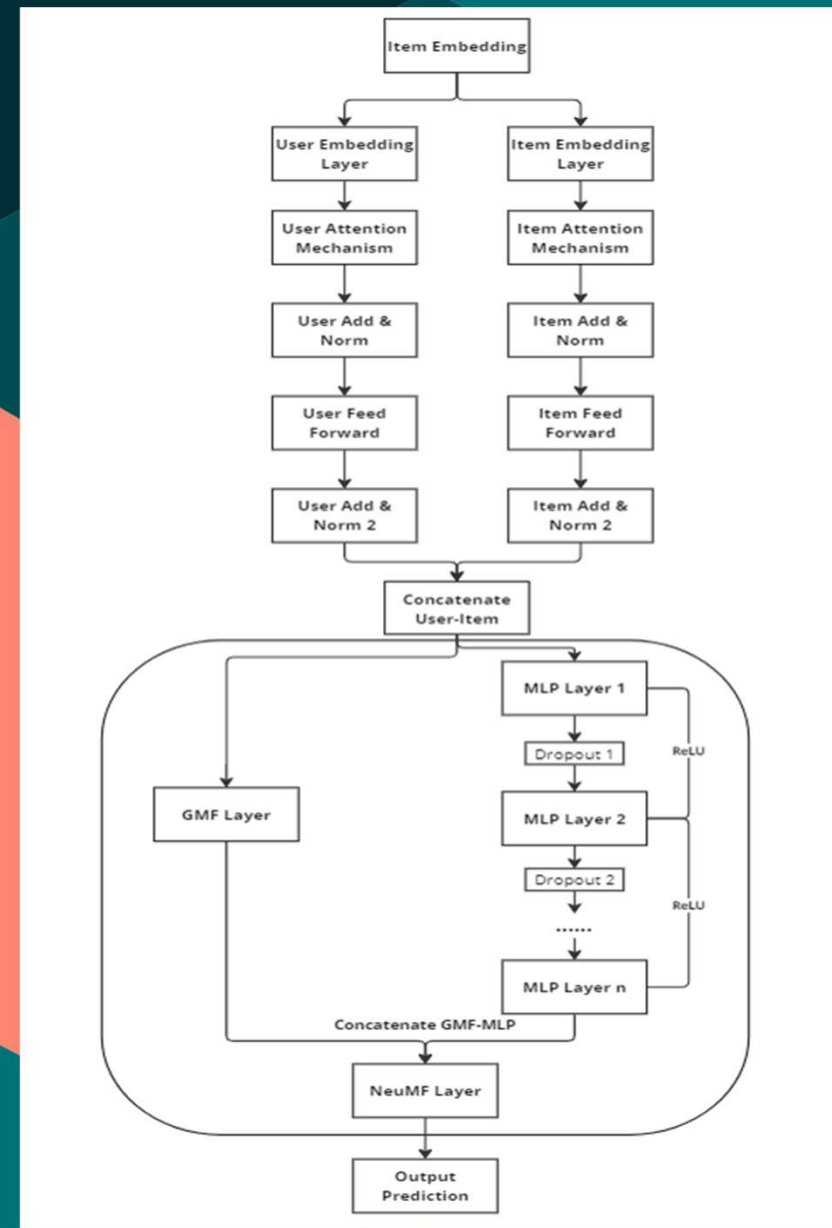 Item Embedding
User Embedding
Layer
Item Embedding
Layer
User Attention
Mechanism
Item Attention
Mechanism
User Add &
Norm
Item Add &
Norm
User Feed
Forward
Item Feed
Forward
User Add &
Norm 2
Item Add &
Norm 2
Concatenate
User-Item
MLP Layer 1
Dropout 1
ReLU
GMF Layer
MLP Layer 2
Dropout 2
ReLU
......
MLP Layer n
Concatenate GMF-MLP
NeuMF Layer
Output
Prediction